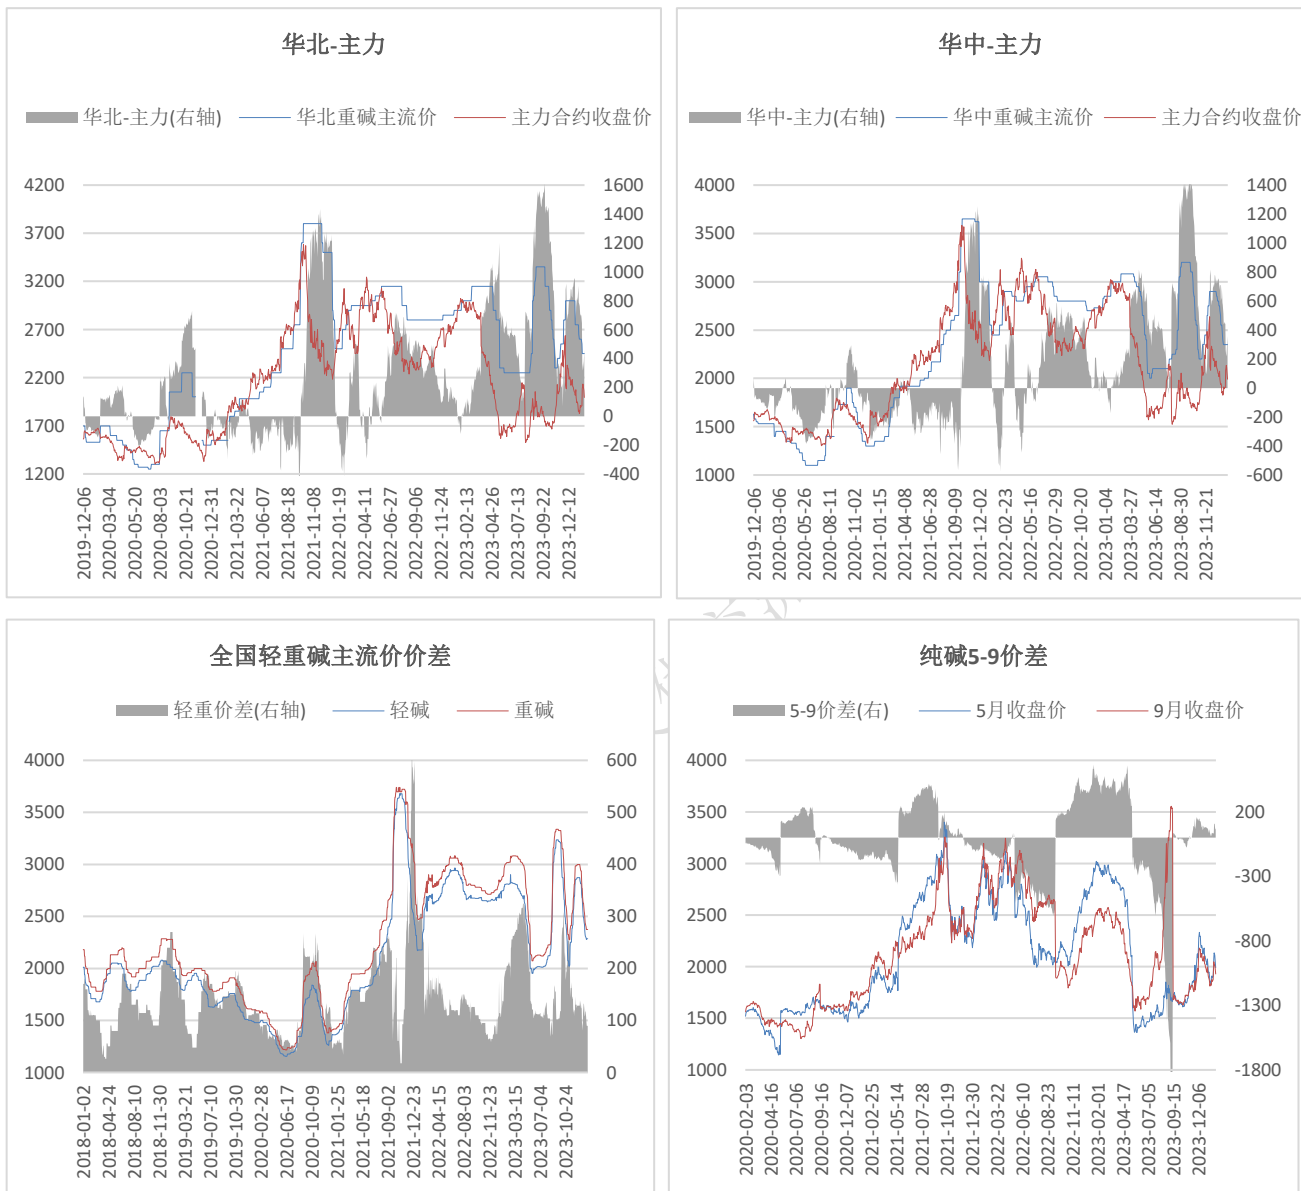 华北-主力
华北-主力(右轴) 华北重碱主流价 主力合约收盘价
4200 3700 3200 2700 2200 1700 1200
1600 1400 1200 1000 800 600 400 200 0 -200 -400
2019-12-06 2020-03-04 2020-05-20 2020-08-03 2020-10-21 2020-12-31 2021-03-22 2021-06-07 2021-08-18 2021-11-08 2022-01-19 2022-04-11 2022-06-27 2022-09-06 2022-11-24 2023-02-13 2023-04-26 2023-07-13 2023-09-22 2023-12-12
华中-主力
华中-主力(右轴) 华中重碱主流价 主力合约收盘价
4000 3500 3000 2500 2000 1500 1000
1400 1200 1000 800 600 400 200 0 -200 -400 -600
2019-12-06 2020-03-06 2020-05-26 2020-08-11 2020-11-02 2021-01-15 2021-04-08 2021-06-28 2021-09-09 2021-12-02 2022-02-23 2022-05-16 2022-07-29 2022-10-20 2023-01-04 2023-03-27 2023-06-14 2023-08-30 2023-11-21
全国轻重碱主流价价差
轻重价差(右轴) 轻碱 重碱
4000 3500 3000 2500 2000 1500 1000
600 500 400 300 200 100 0
2018-01-02 2018-04-24 2018-08-10 2018-11-30 2019-03-21 2019-07-10 2019-10-30 2020-02-28 2020-06-17 2020-10-09 2021-01-25 2021-05-18 2021-09-02 2021-12-23 2022-04-15 2022-08-03 2022-11-23 2023-03-15 2023-07-04 2023-10-24
纯碱5-9价差
5-9价差(右) 5月收盘价 9月收盘价
4000 3500 3000 2500 2000 1500 1000
200 -300 -800 -1300 -1800
2020-02-03 2020-04-16 2020-07-06 2020-09-16 2020-12-07 2021-02-25 2021-05-14 2021-07-28 2021-10-19 2021-12-30 2022-03-22 2022-06-10 2022-08-23 2022-11-11 2023-02-01 2023-04-17 2023-07-05 2023-09-15 2023-12-06